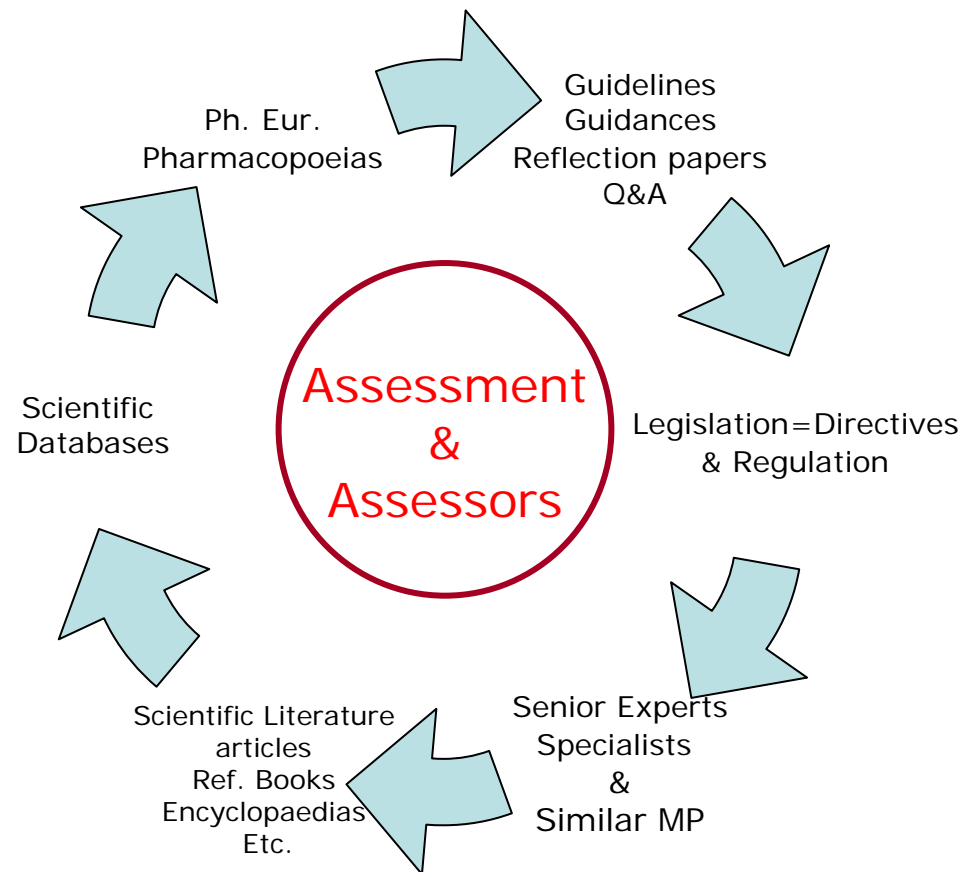 Ph. Eur.
Pharmacopoeias
Guidelines
Guidances
Reflection papers
Q&A
Assessment
&
Assessors
Scientific
Databases
Legislation=Directives
& Regulation
Scientific Literature
articles
Ref. Books
Encyclopaedias
Etc.
Senior Experts
Specialists
&
Similar MP